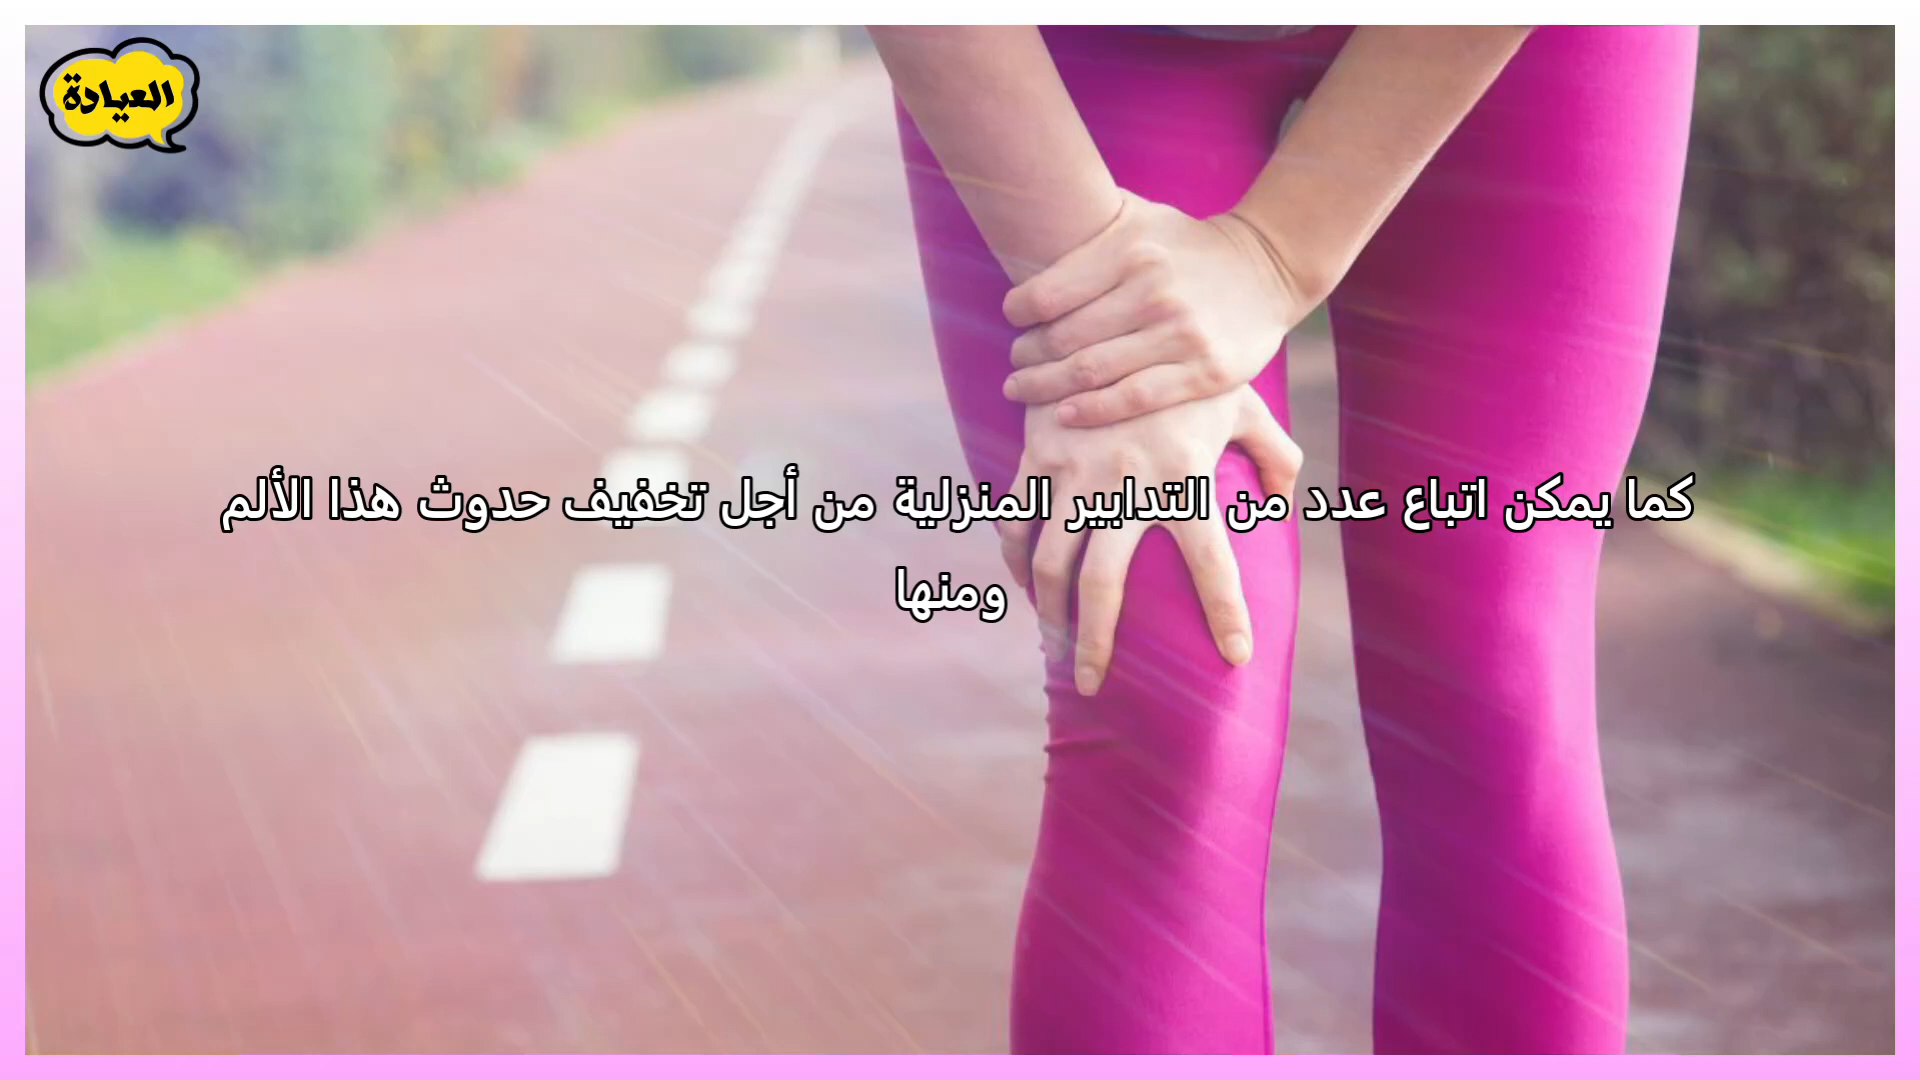 العيادة
كما يمكن اتباع عدد من التدابير المنزلية من أجل تخفيف حدوث هذا الألم
ومنها